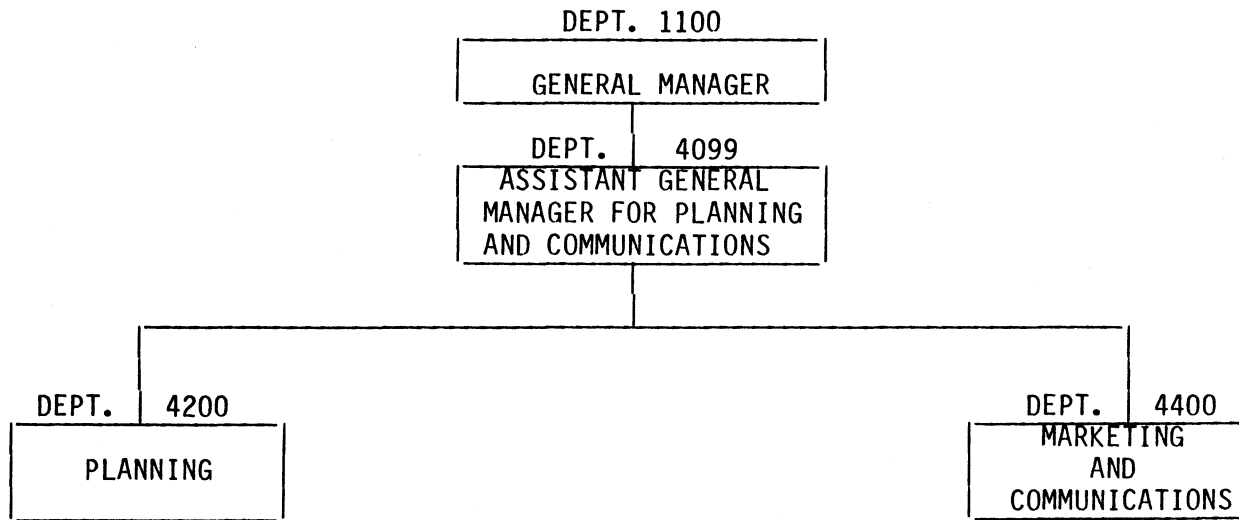 DEPT. 1100
GENERAL MANAGER
DEPT. 4099
ASSISTANT GENERAL
MANAGER FOR PLANNING
AND COMMUNICATIONS
DEPT. 4200
PLANNING
DEPT. 4400
MARKETING
AND
COMMUNICATIONS